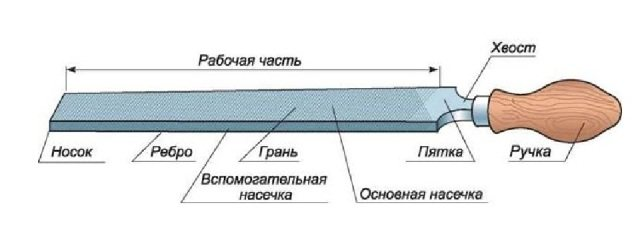 Хвост
Рабочая часть
Носок
Ребро
Грань
Пятка
Ручка
Вспомогательная
насечка
Основная насечка